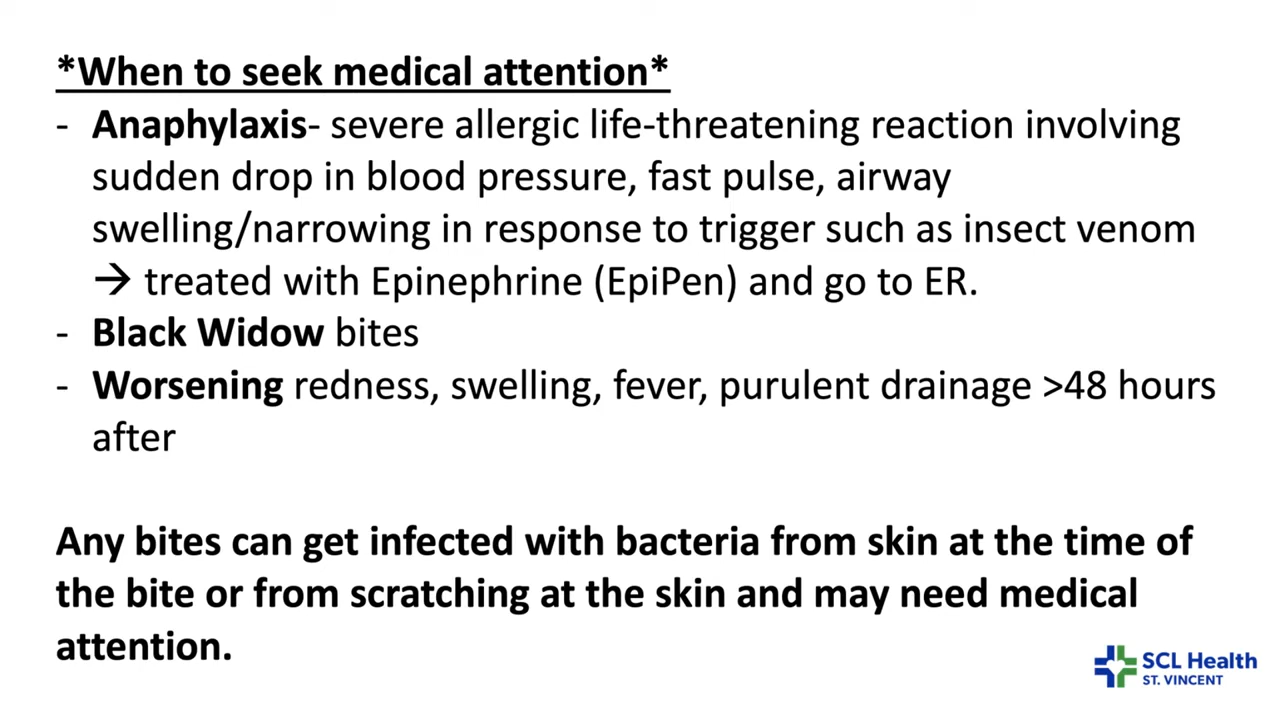 *When to seek medical attention*
- Anaphylaxis- severe allergic life-threatening reaction involving
sudden drop in blood pressure, fast pulse, airway
swelling/narrowing in response to trigger such as insect venom
→ treated with Epinephrine (EpiPen) and go to ER.
- Black Widow bites
- Worsening redness, swelling, fever, purulent drainage >48 hours
after
Any bites can get infected with bacteria from skin at the time of
the bite or from scratching at the skin and may need medical
attention.
SCL Health
ST. VINCENT